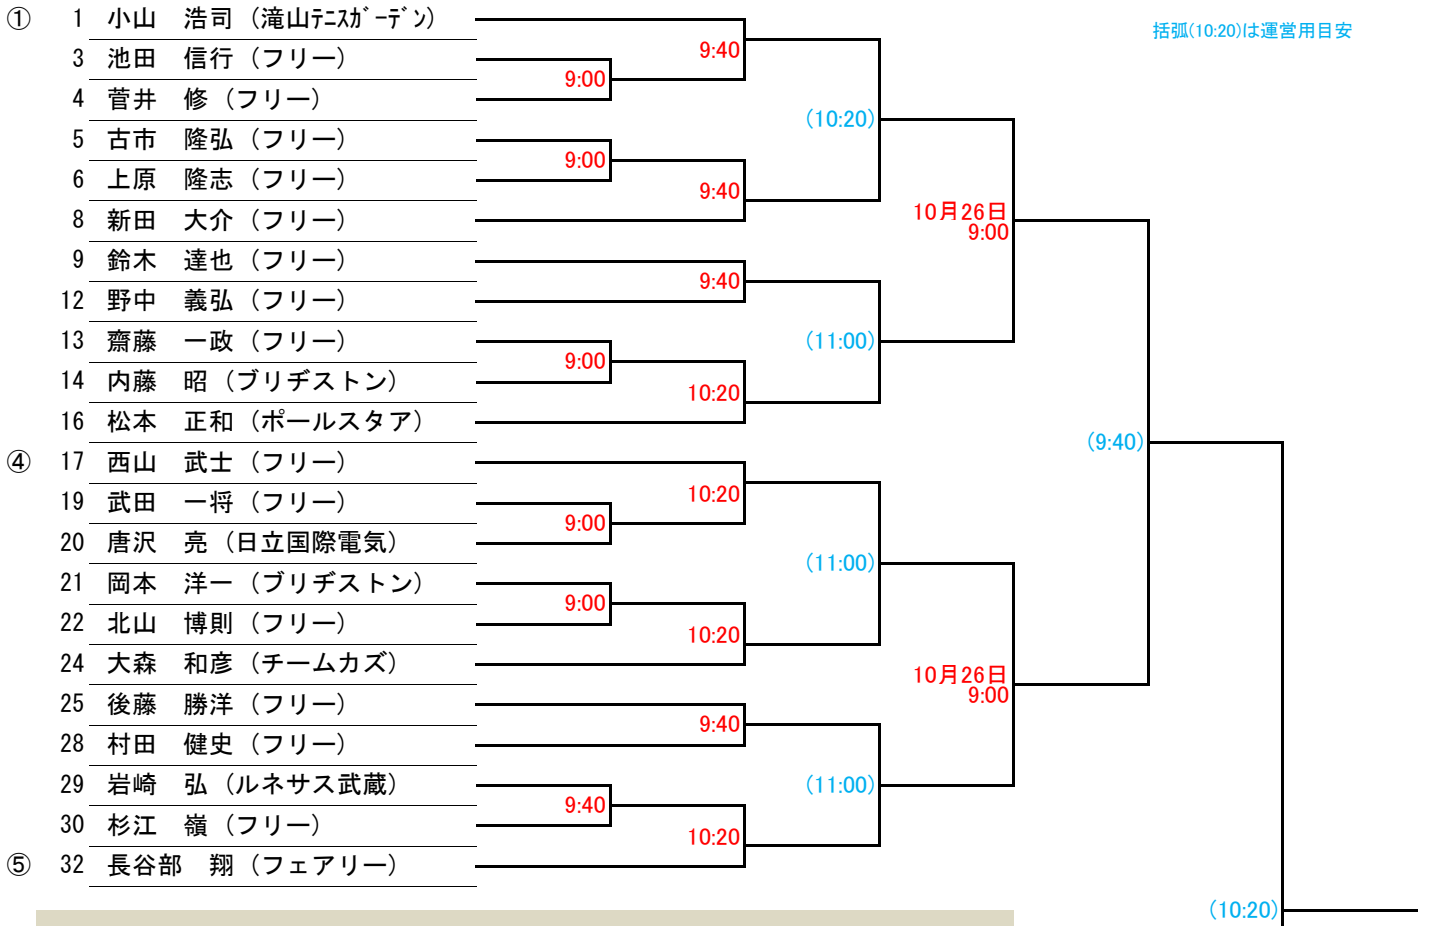 ① 1 小山 浩司 (滝山ﾃﾆｽｶﾞｰﾃﾞﾝ)
括弧(10:20)は運営用目安
9:40
3 池田 信行 (フリー)
9:00
4 菅井 修 (フリー)
(10:20)
5 古市 隆弘 (フリー)
9:00
6 上原 隆志 (フリー)
9:40
8 新田 大介 (フリー)
10月26日
9:00
9 鈴木 達也 (フリー)
9:40
12 野中 義弘 (フリー)
13 齋藤 一政 (フリー)
(11:00)
9:00
14 内藤 昭 (ブリヂストン)
10:20
16 松本 正和 (ポールスタア)
(9:40)
④ 17 西山 武士 (フリー)
10:20
19 武田 一将 (フリー)
9:00
20 唐沢 亮 (日立国際電気)
(11:00)
21 岡本 洋一 (ブリヂストン)
9:00
22 北山 博則 (フリー)
10:20
24 大森 和彦 (チームカズ)
10月26日
9:00
25 後藤 勝洋 (フリー)
9:40
28 村田 健史 (フリー)
29 岩崎 弘 (ルネサス武蔵)
(11:00)
9:40
30 杉江 嶺 (フリー)
10:20
⑤ 32 長谷部 翔 (フェアリー)
(10:20)